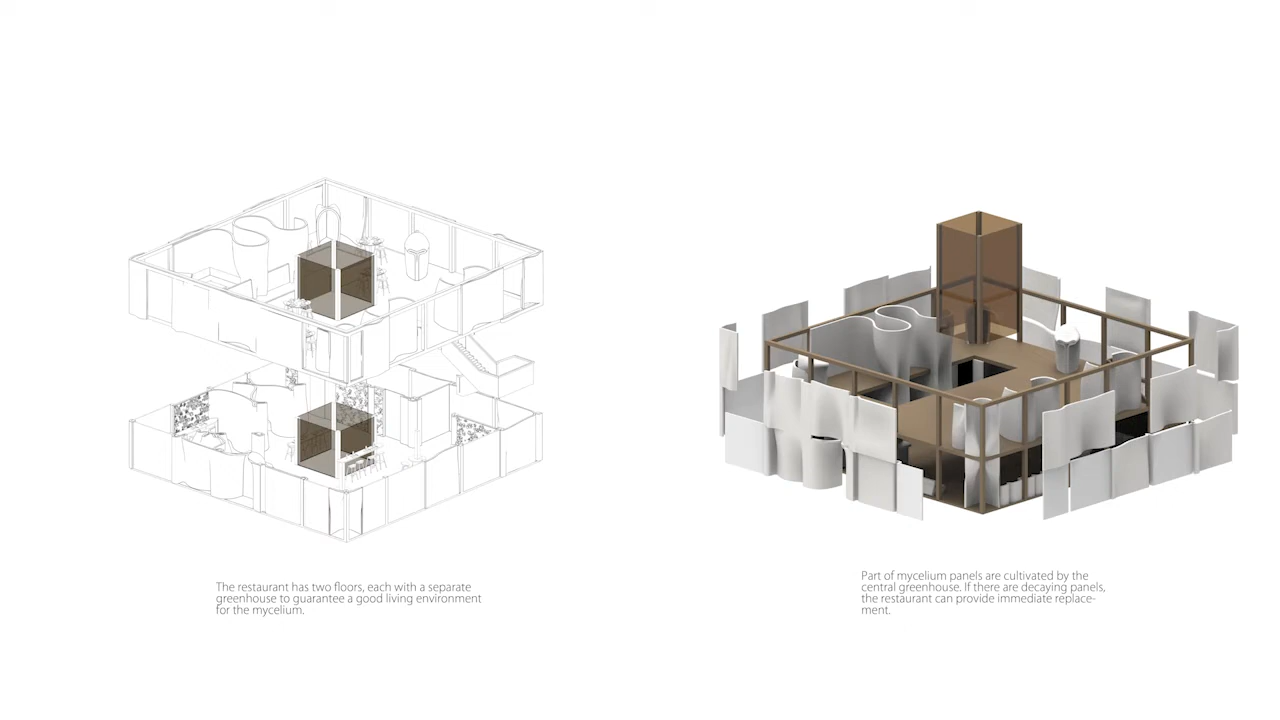 The restaurant has two floors, each with a separate
greenhouse to guarantee a good living environment
for the mycelium.
Part of mycelium panels are cultivated by the
central greenhouse. If there are decaying panels,
the restaurant can provide immediate replace-
ment.